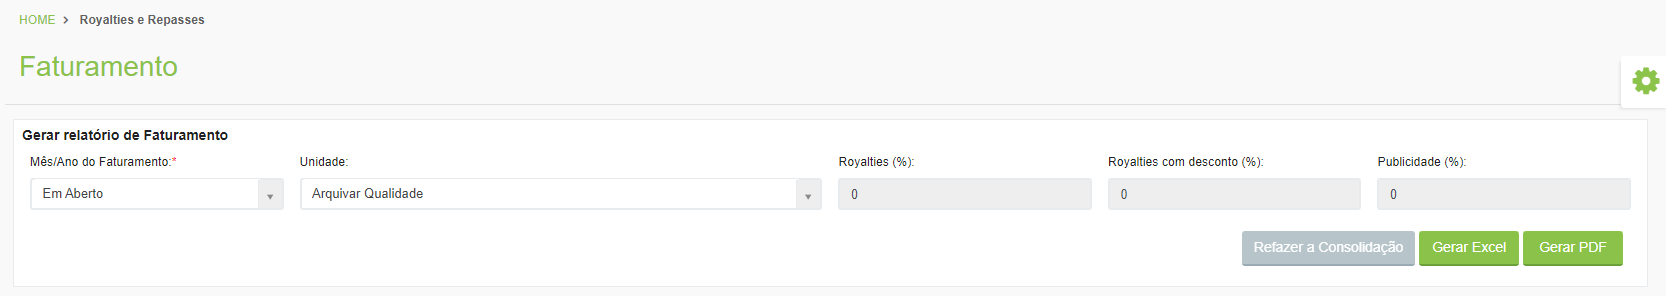 HOME > Royalties e Repasses
Faturamento
Gerar relatório de Faturamento
Mês/Ano do Faturamento:* Unidade: Royalties (%): Royalties com desconto (%): Publicidade (%):
Em Aberto Arquivar Qualidade 0 0 0
Refazer a Consolidação Gerar Excel Gerar PDF